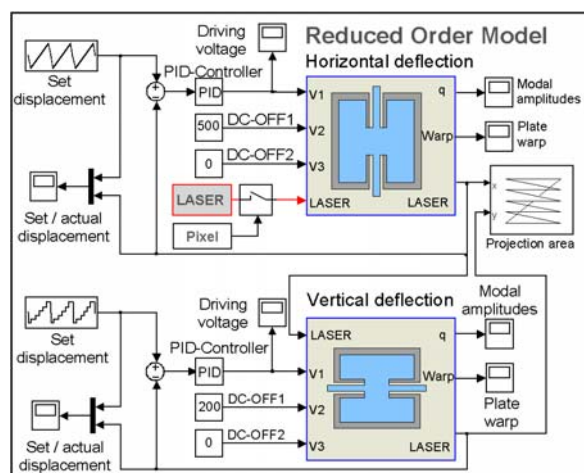 Reduced Order Model
Driving
voltage
Horizontal deflection
Set
displacement
PID-Controller
PID
V1
q
Modal
amplitudes
500
DC-OFF1
V2
Warp
Plate
warp
0
DC-OFF2
V3
LASER
LASER
LASER
Pixel
Set / actual
displacement
x
y
Projection area
Driving
voltage
Vertical deflection
Modal
amplitudes
LASER
q
Set
displacement
PID-Controller
PID
V1
Warp
200
DC-OFF1
V2
Plate
warp
0
DC-OFF2
V3
LASER
Set / actual
displacement